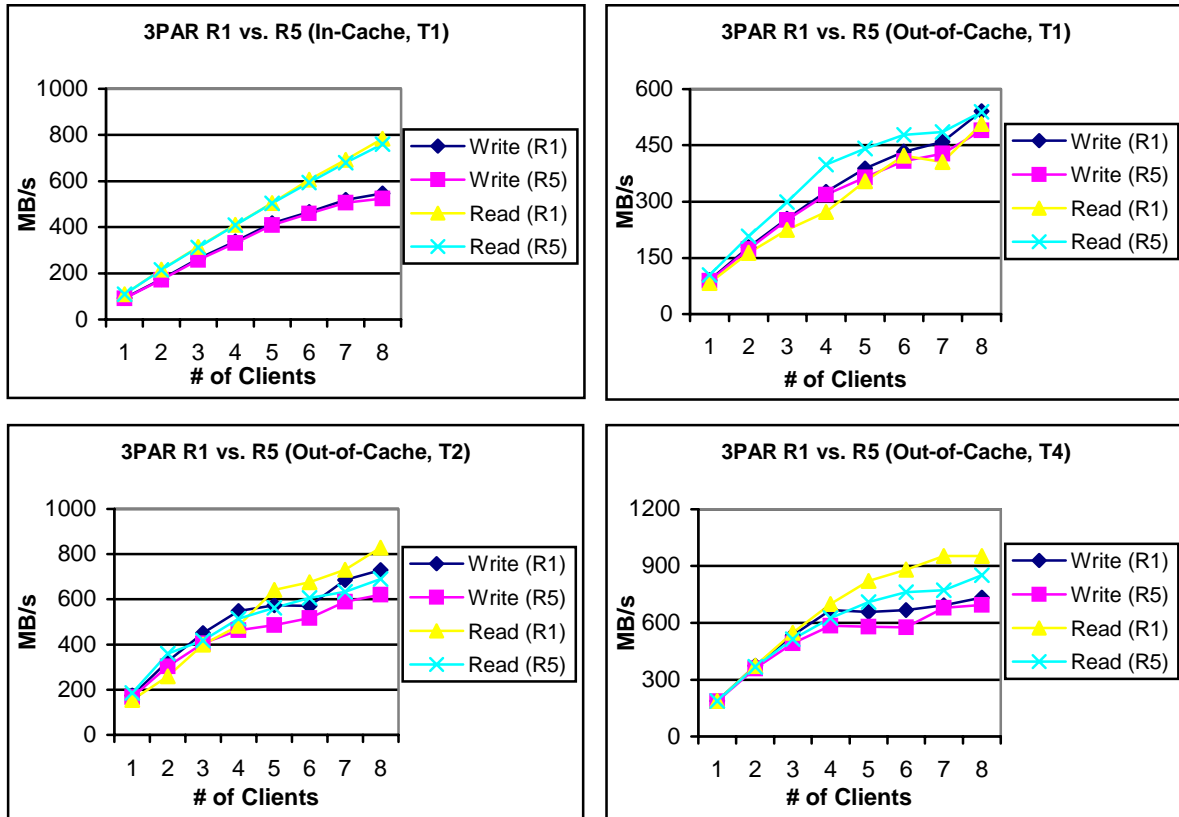 3PAR R1 vs. R5 (In-Cache, T1)
1000
800
600
400
200
0
MB/s
1 2 3 4 5 6 7 8
# of Clients
Write (R1)
Write (R5)
Read (R1)
Read (R5)
3PAR R1 vs. R5 (Out-of-Cache, T1)
600
450
300
150
0
MB/s
1 2 3 4 5 6 7 8
# of Clients
Write (R1)
Write (R5)
Read (R1)
Read (R5)
3PAR R1 vs. R5 (Out-of-Cache, T2)
1000
800
600
400
200
0
MB/s
1 2 3 4 5 6 7 8
# of Clients
Write (R1)
Write (R5)
Read (R1)
Read (R5)
3PAR R1 vs. R5 (Out-of-Cache, T4)
1200
900
600
300
0
MB/s
1 2 3 4 5 6 7 8
# of Clients
Write (R1)
Write (R5)
Read (R1)
Read (R5)